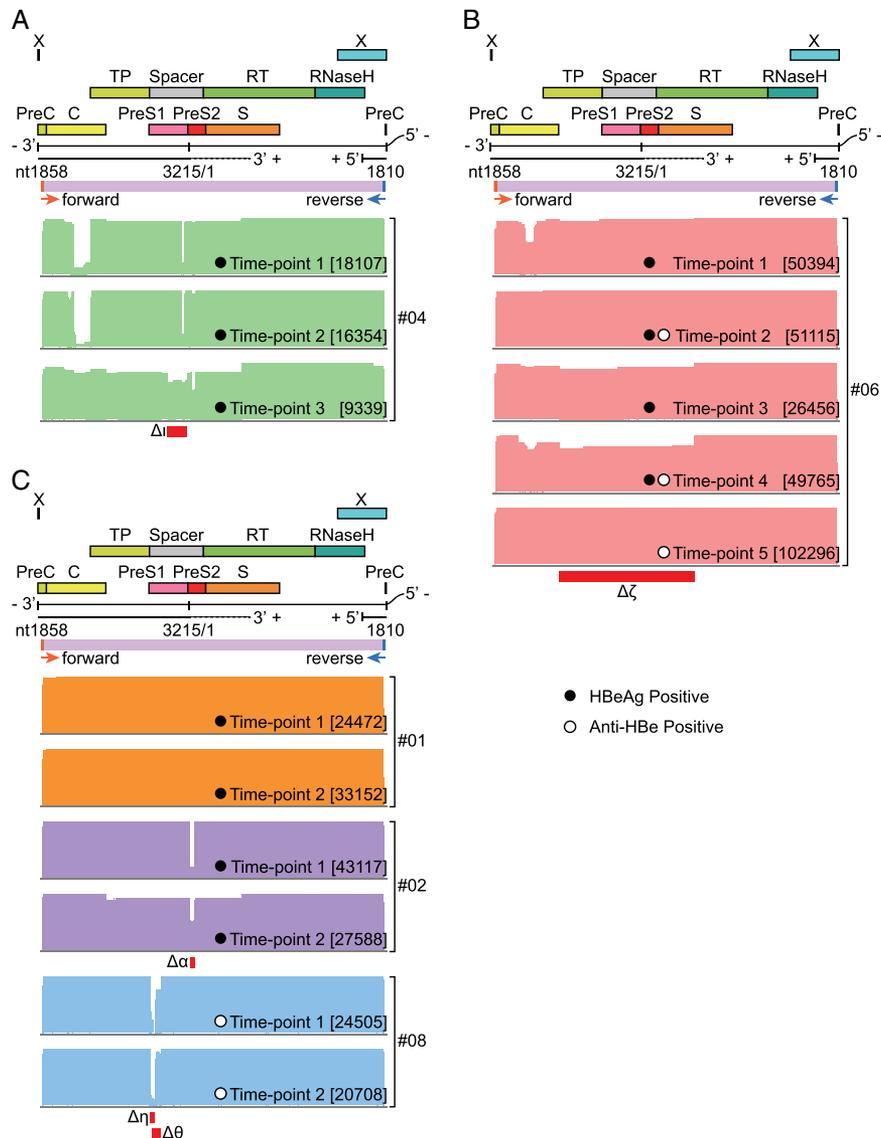 A
X
X
TP Spacer RT RNaseH
PreC C PreS1 PreS2 S PreC
- 3' 5' -
3' + + 5'
nt1858 3215/1 1810
forward reverse
Time-point 1 [18107]
Time-point 2 [16354]
#04
Time-point 3 [9339]
Δι
B
X
X
TP Spacer RT RNaseH
PreC C PreS1 PreS2 S PreC
- 3' 5' -
3' + + 5'
nt1858 3215/1 1810
forward reverse
Time-point 1 [50394]
Time-point 2 [51115]
Time-point 3 [26456]
#06
Time-point 4 [49765]
Time-point 5 [102296]
Δζ
C
X
X
TP Spacer RT RNaseH
PreC C PreS1 PreS2 S PreC
- 3' 5' -
3' + + 5'
nt1858 3215/1 1810
forward reverse
Time-point 1 [24472]
#01
Time-point 2 [33152]
Time-point 1 [43117]
#02
Time-point 2 [27588]
Δα
Time-point 1 [24505]
#08
Time-point 2 [20708]
Δη
Δθ
HBeAg Positive
Anti-HBe Positive